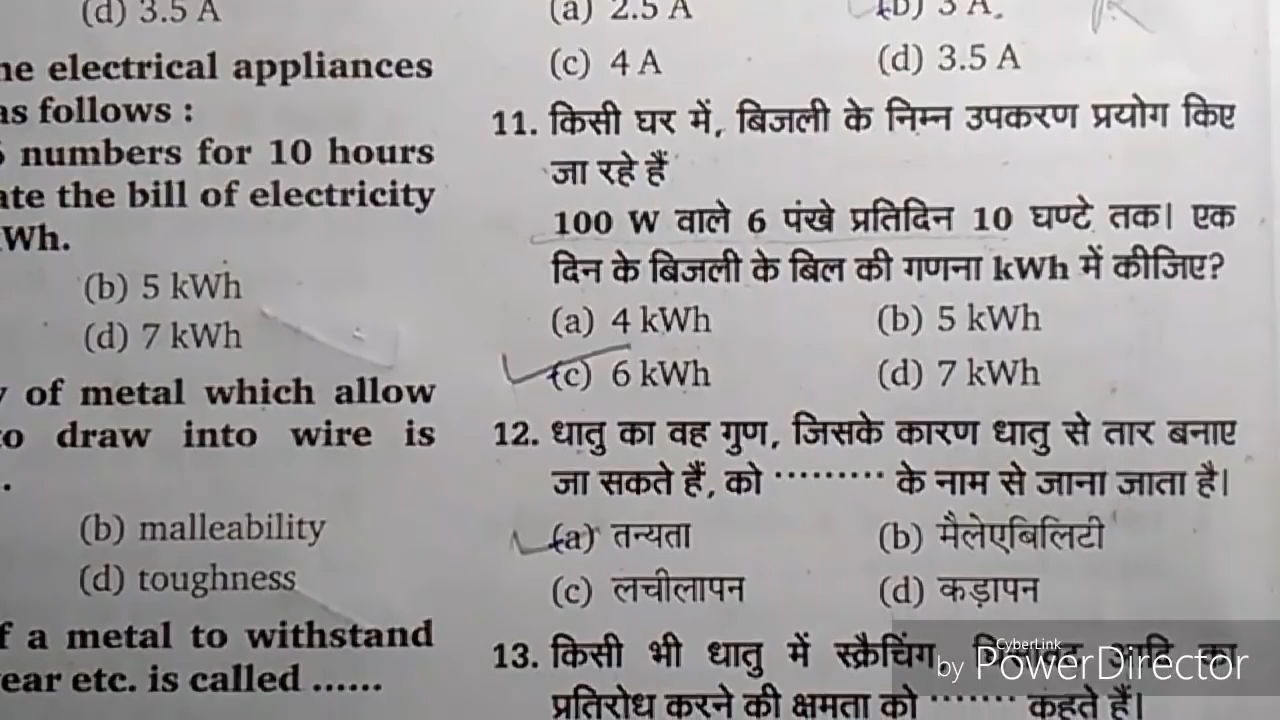 (d) 3.5 A
he electrical appliances
as follows :
numbers for 10 hours
ate the bill of electricity
Wh.
(b) 5 kWh
(d) 7 kWh
of metal which allow
to draw into wire is
.
(b) malleability
(d) toughness
f a metal to withstand
ear etc. is called ......
(a) 2.5 A (b) 3 A.
(c) 4 A (d) 3.5 A
11. किसी घर में, बिजली के निम्न उपकरण प्रयोग किए
जा रहे हैं
100 W वाले 6 पंखे प्रतिदिन 10 घण्टे तक। एक
दिन के बिजली के बिल की गणना kWh में कीजिए?
(a) 4 kWh (b) 5 kWh
(c) 6 kWh (d) 7 kWh
12. धातु का वह गुण, जिसके कारण धातु से तार बनाए
जा सकते हैं, को ········· के नाम से जाना जाता है।
(a) तन्यता (b) मैलेएबिलिटी
(c) लचीलापन (d) कड़ापन
13. किसी भी धातु में स्क्रैचिंग, आदि का
प्रतिरोध करने की क्षमता को ······· कहते हैं।
CyberLink
by PowerDirector